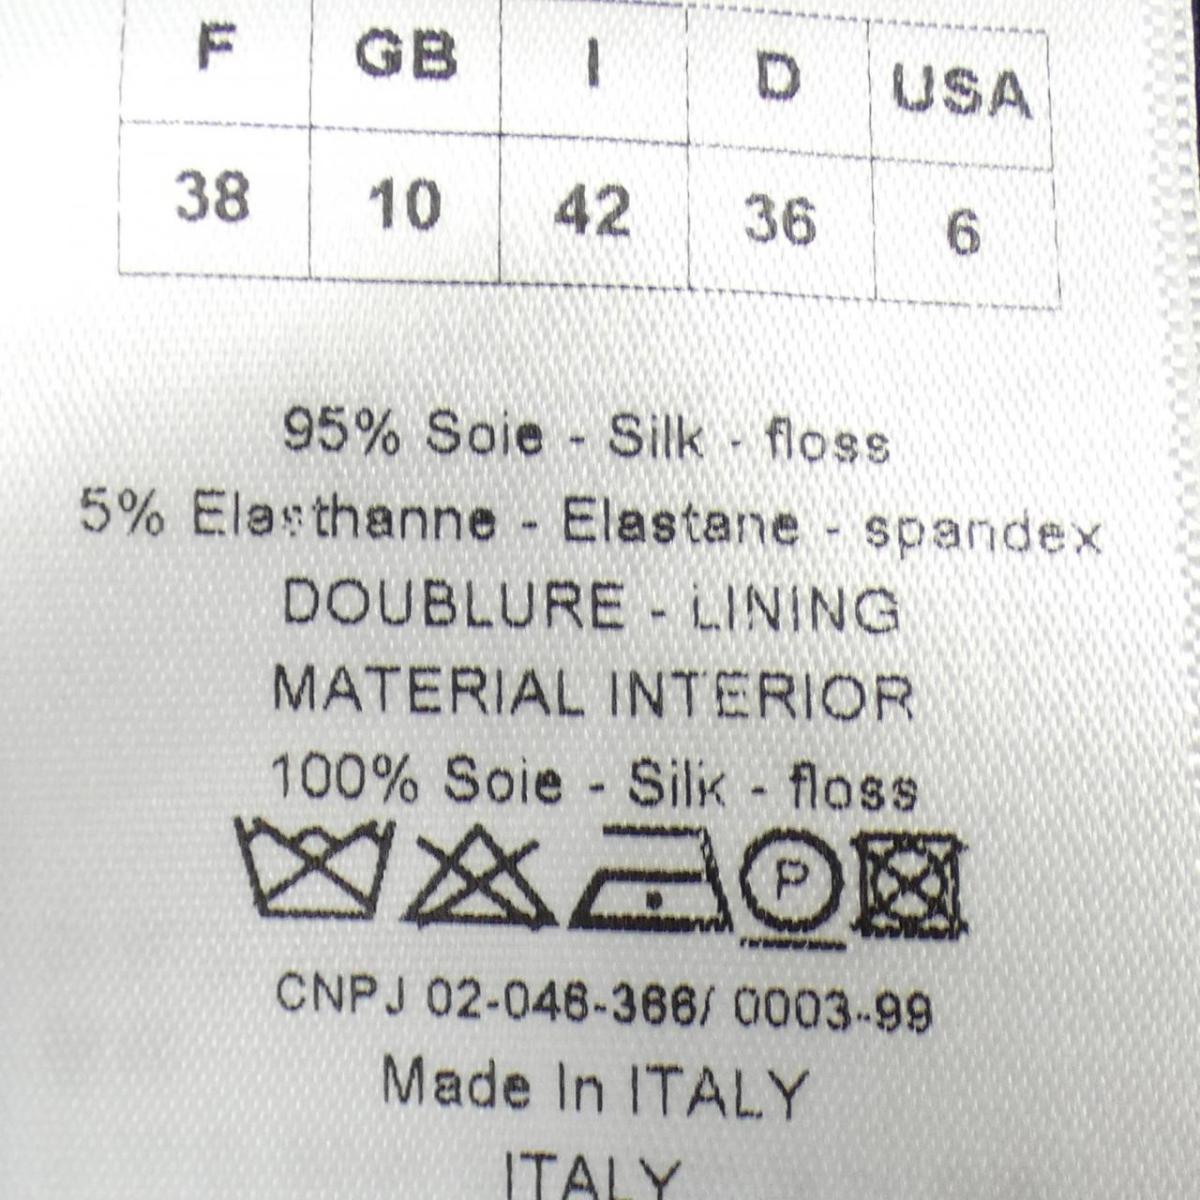 F GB I D USA
38 10 42 36 6
95% Soie - Silk - floss
5% Elasthanne - Elastane - spandex
DOUBLURE - LINING
MATERIAL INTERIOR
100% Soie - Silk - floss
P
CNPJ 02-046-366/ 0003-99
Made In ITALY
ITALY